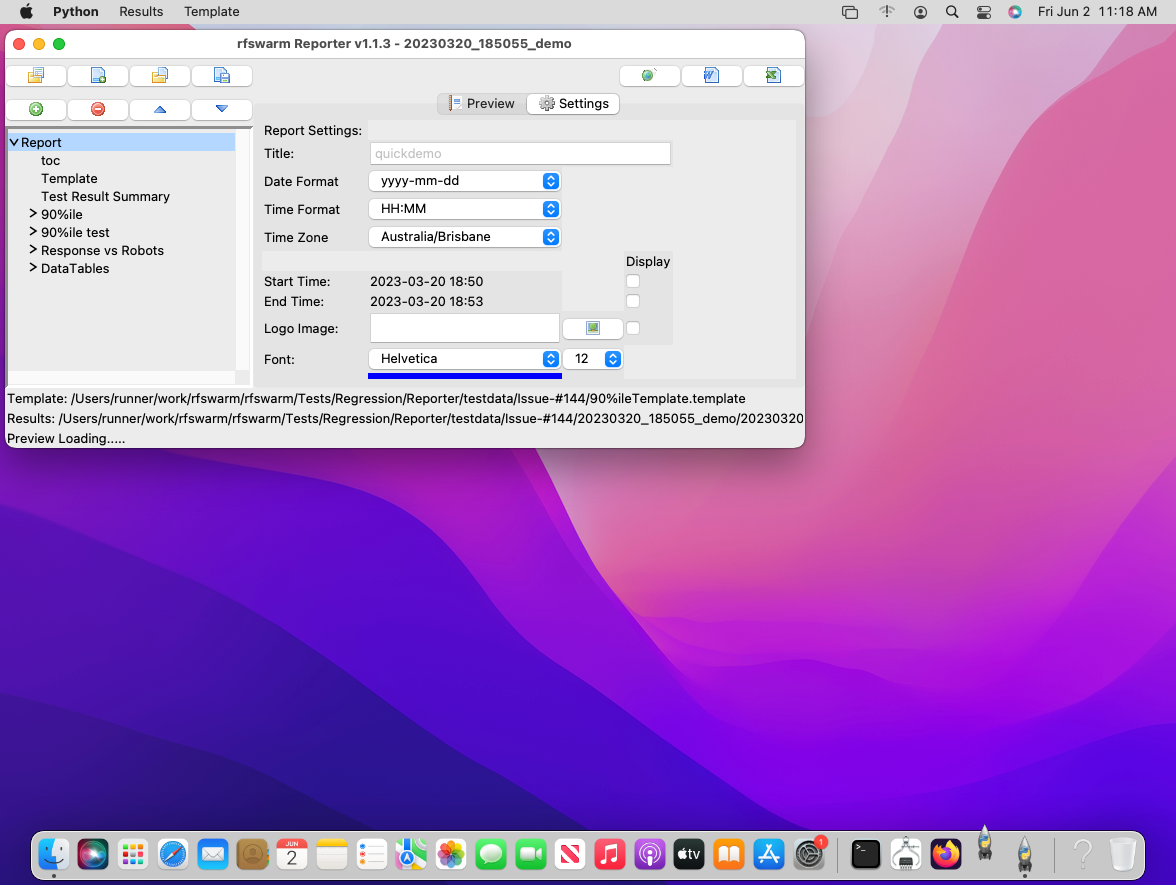 Python Results Template Fri Jun 2 11:18 AM
rfswarm Reporter v1.1.3 - 20230320_185055_demo
Preview Settings
Report
toc
Template
Test Result Summary
90%ile
90%ile test
Response vs Robots
DataTables
Report Settings:
Title: quickdemo
Date Format yyyy-mm-dd
Time Format HH:MM
Time Zone Australia/Brisbane
Display
Start Time: 2023-03-20 18:50
End Time: 2023-03-20 18:53
Logo Image:
Font: Helvetica 12
Template: /Users/runner/work/rfswarm/rfswarm/Tests/Regression/Reporter/testdata/Issue-#144/90%ileTemplate.template
Results: /Users/runner/work/rfswarm/rfswarm/Tests/Regression/Reporter/testdata/Issue-#144/20230320_185055_demo/20230320
Preview Loading.....
JUN
2
tv
1